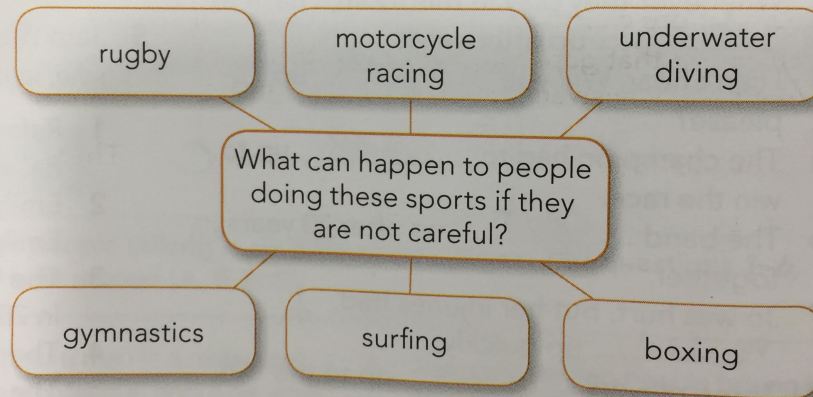 rugby
motorcycle
racing
underwater
diving
What can happen to people
doing these sports if they
are not careful?
gymnastics
surfing
boxing